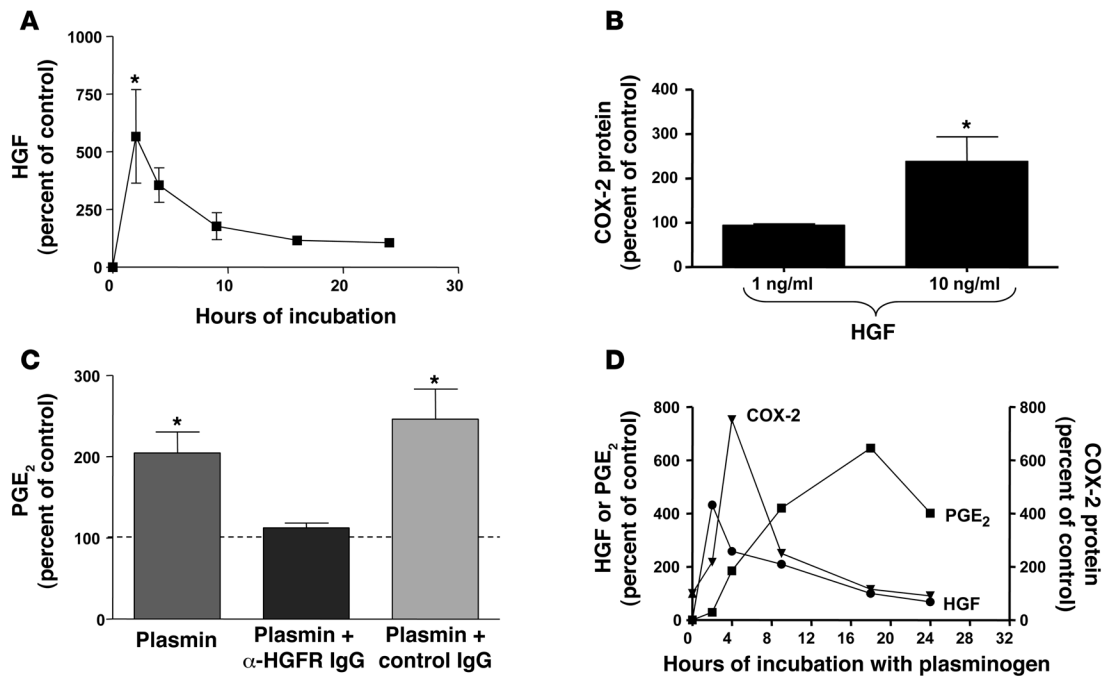 A
HGF
(percent of control)
1000
750
500
250
0
*
0
10
20
30
Hours of incubation
B
COX-2 protein
(percent of control)
400
300
200
100
0
*
1 ng/ml
10 ng/ml
HGF
C
PGE2
(percent of control)
300
200
100
0
*
*
Plasmin
Plasmin +
α-HGFR IgG
Plasmin +
control IgG
D
HGF or PGE2
(percent of control)
800
600
400
200
0
COX-2
PGE2
HGF
800
600
400
200
0
COX-2 protein
(percent of control)
0
4
8
12
16
20
24
28
32
Hours of incubation with plasminogen